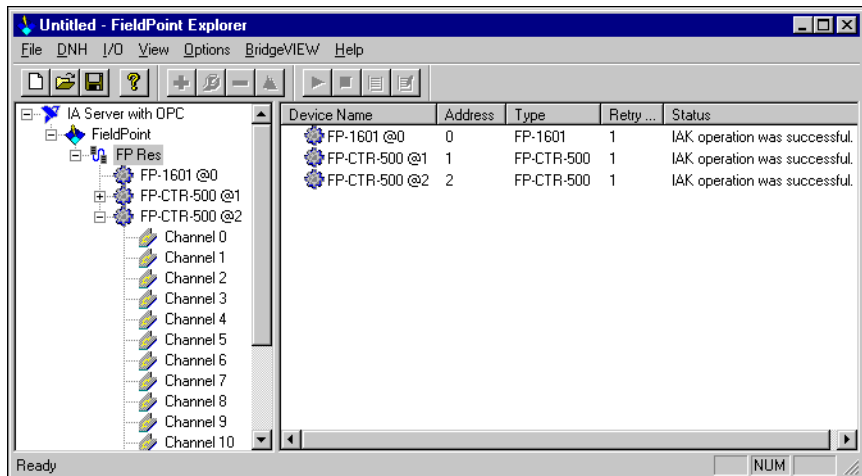 Untitled - FieldPoint Explorer
File DNH I/O View Options BridgeVIEW Help
IA Server with OPC
FieldPoint
FP Res
FP-1601 @0
FP-CTR-500 @1
FP-CTR-500 @2
Channel 0
Channel 1
Channel 2
Channel 3
Channel 4
Channel 5
Channel 6
Channel 7
Channel 8
Channel 9
Channel 10
Device Name Address Type Retry ... Status
FP-1601 @0 0 FP-1601 1 IAK operation was successful.
FP-CTR-500 @1 1 FP-CTR-500 1 IAK operation was successful.
FP-CTR-500 @2 2 FP-CTR-500 1 IAK operation was successful.
Ready NUM